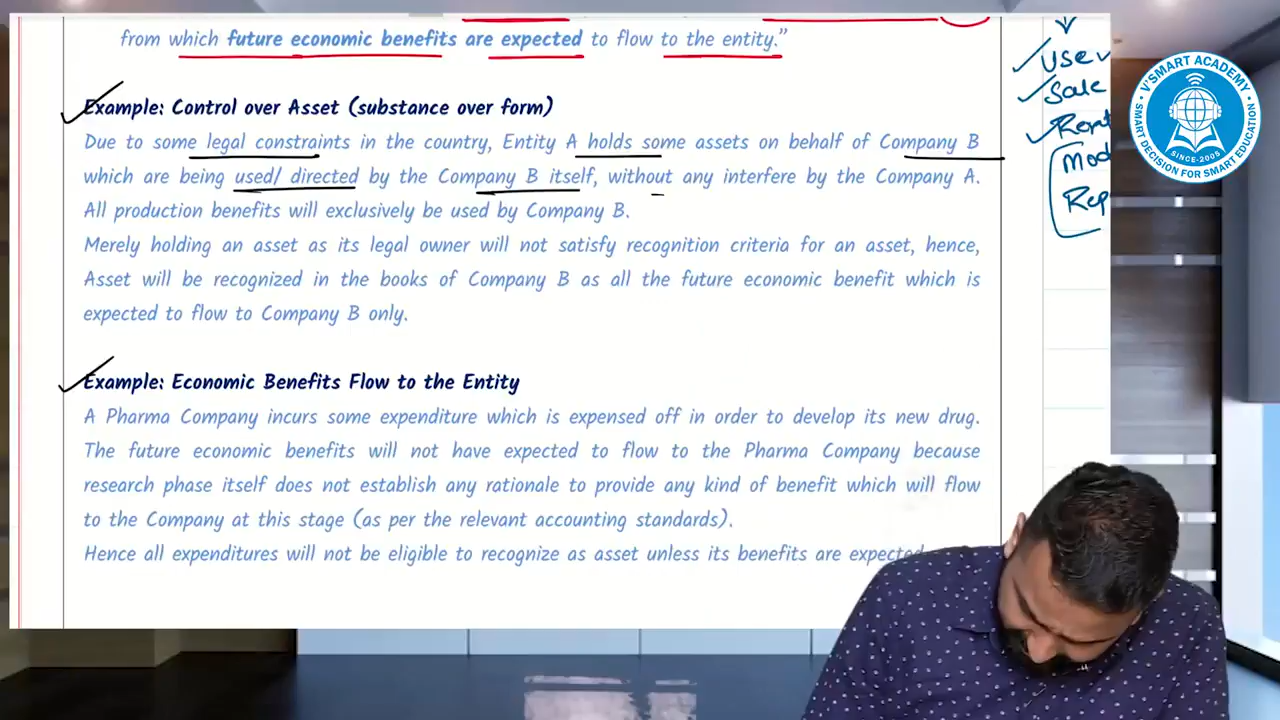 from which future economic benefits are expected to flow to the entity.”
Example: Control over Asset (substance over form)
Due to some legal constraints in the country, Entity A holds some assets on behalf of Company B
which are being used/ directed by the Company B itself, without any interfere by the Company A.
All production benefits will exclusively be used by Company B.
Merely holding an asset as its legal owner will not satisfy recognition criteria for an asset, hence,
Asset will be recognized in the books of Company B as all the future economic benefit which is
expected to flow to Company B only.
Example: Economic Benefits Flow to the Entity
A Pharma Company incurs some expenditure which is expensed off in order to develop its new drug.
The future economic benefits will not have expected to flow to the Pharma Company because
research phase itself does not establish any rationale to provide any kind of benefit which will flow
to the Company at this stage (as per the relevant accounting standards).
Hence all expenditures will not be eligible to recognize as asset unless its benefits are expected
Use
Sale
V'SMART ACADEMY
SINCE-2008
SMART DECISION FOR SMART EDUCATION